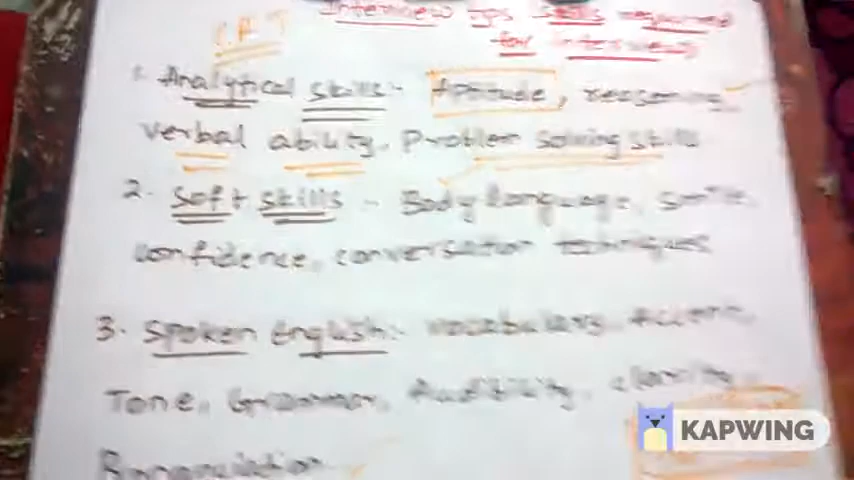 Interview tips Skills required
for interviews
1. Analytical skills:- Aptitude, reasoning,
verbal ability, Problem solving skills
2. Soft skills - Body language, smile,
confidence, conversation techniques
3. Spoken English:- vocabulary, Accent,
Tone, Grammar, Audibility, clarity,
KAPWING